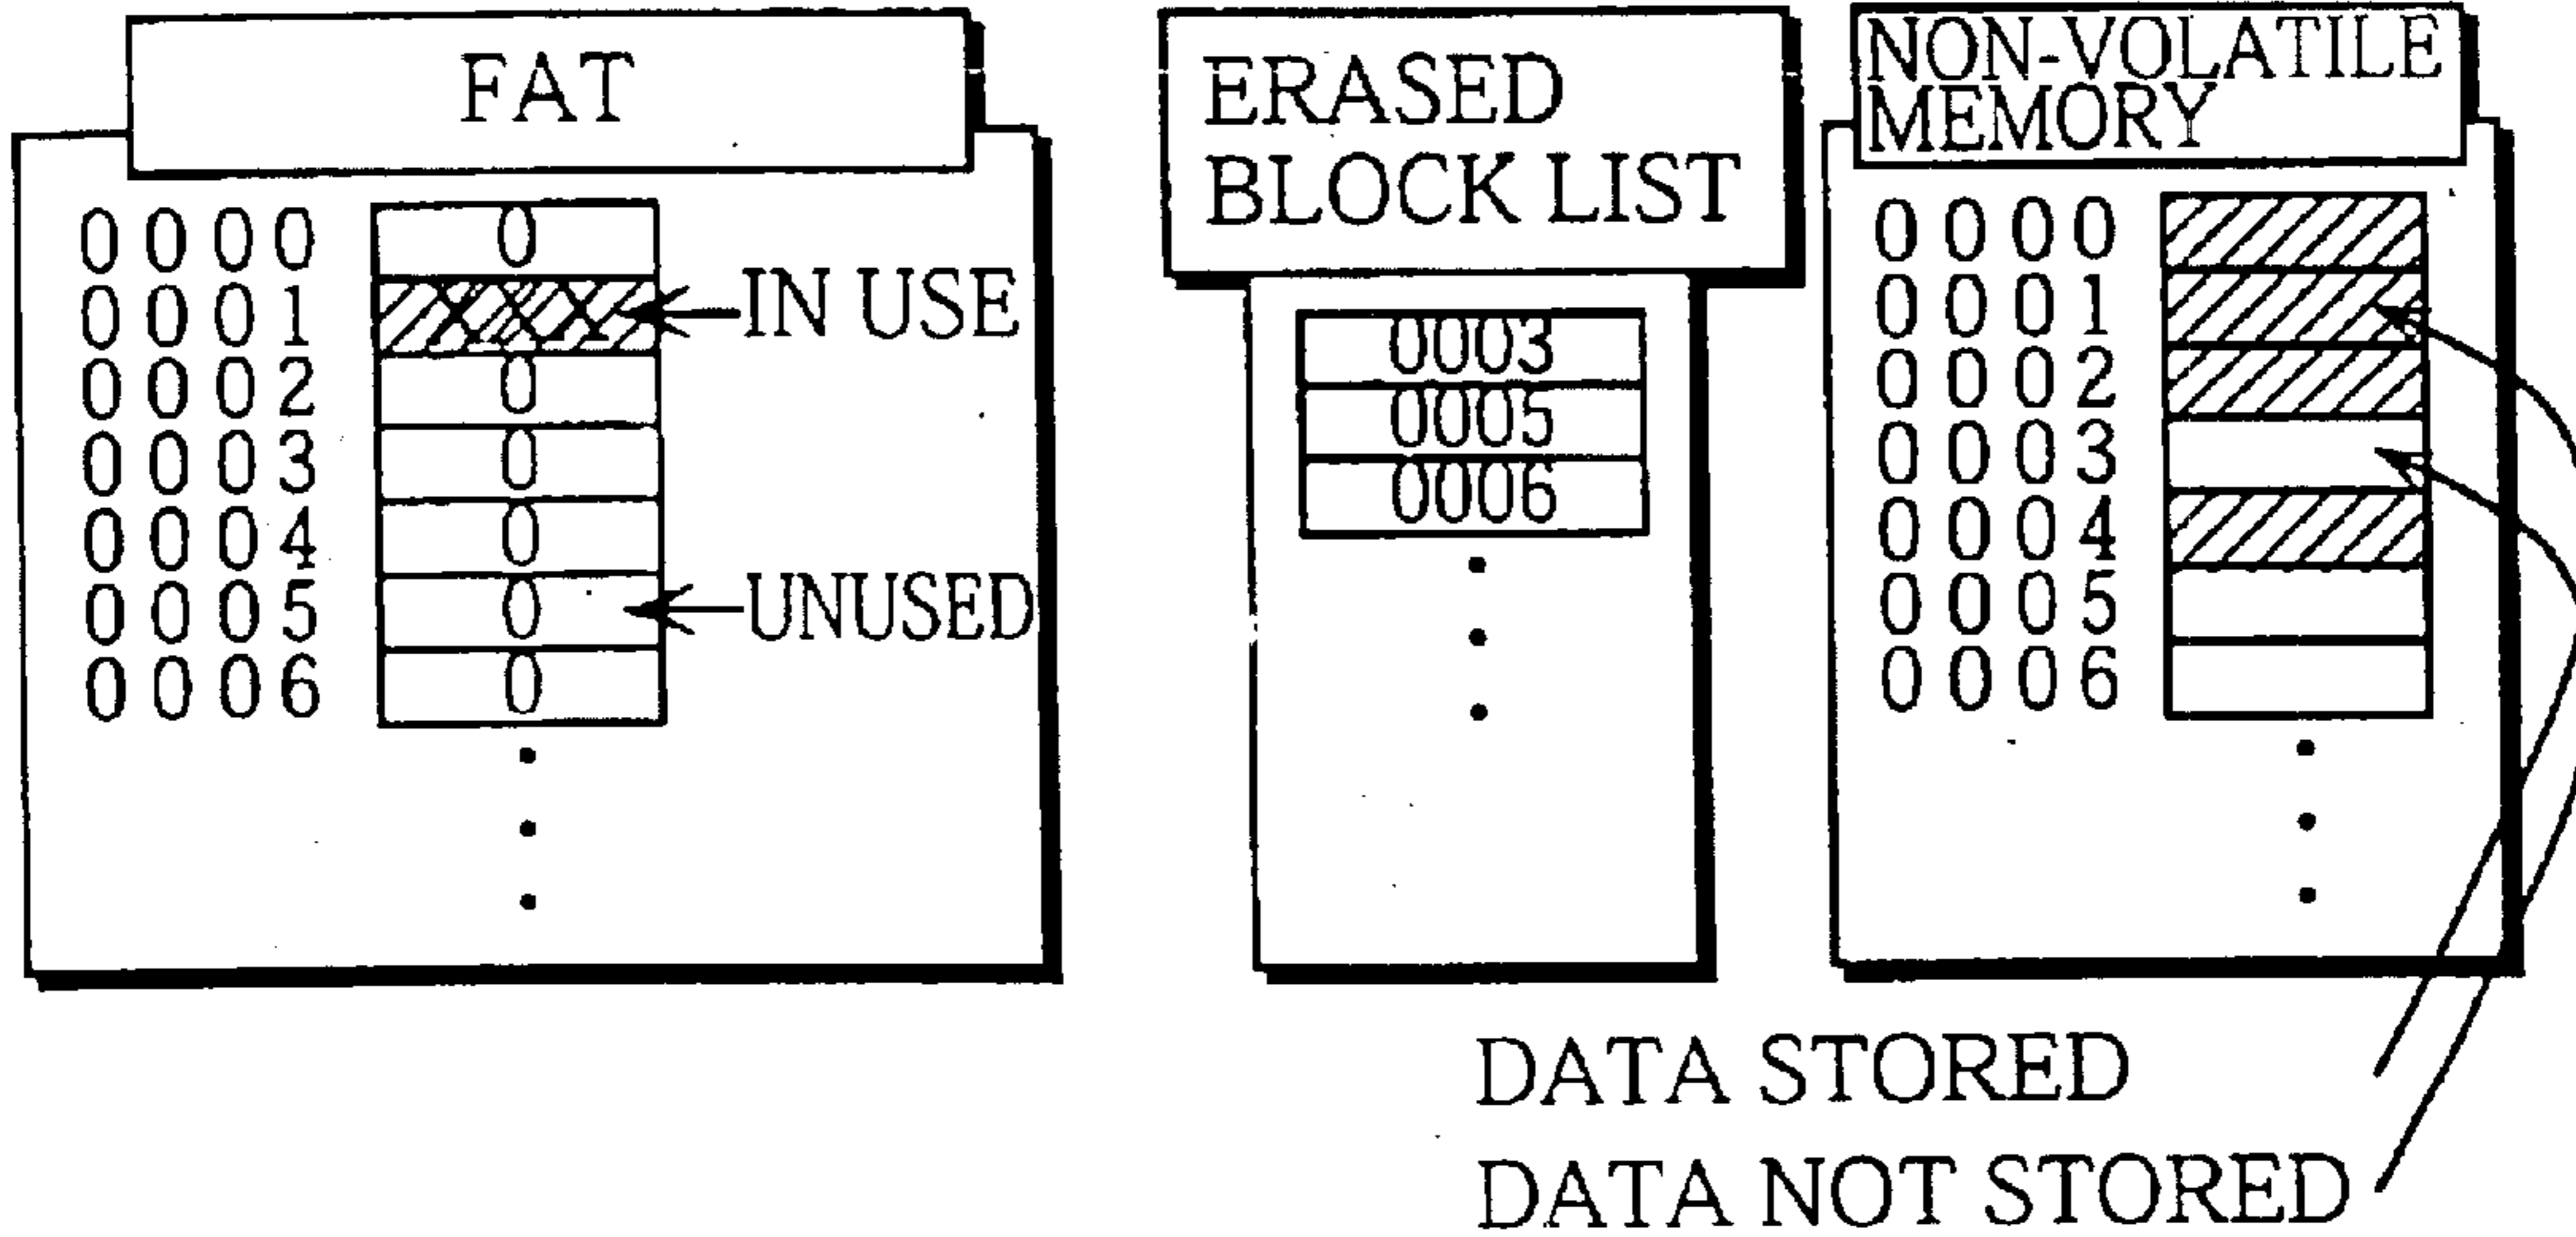 FAT
0000 0
0001 XXX
IN USE
0002 0
0003 0
0004 0
0005 0
UNUSED
0006 0
ERASED
BLOCK LIST
0003
0005
0006
NON-VOLATILE
MEMORY
0000
0001
0002
0003
0004
0005
0006
DATA STORED
DATA NOT STORED